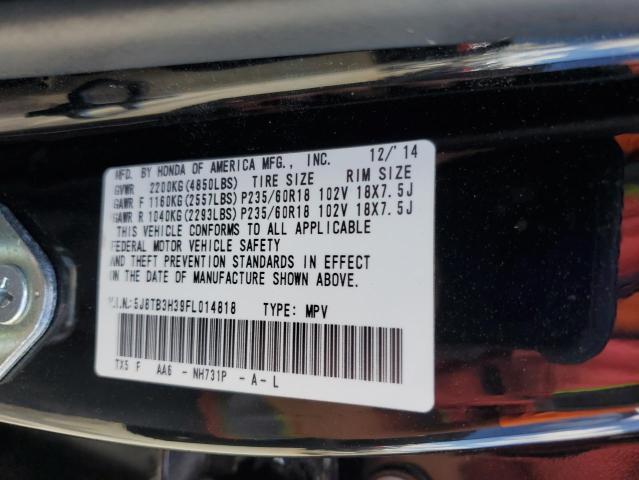 MFD. BY HONDA OF AMERICA MFG., INC. 12/'14
GVWR 2200KG(4850LBS) TIRE SIZE RIM SIZE
GAWR F 1160KG(2557LBS)P235/60R18 102V 18X7.5J
GAWR R 1040KG(2293LBS)P235/60R18 102V 18X7.5J
THIS VEHICLE CONFORMS TO ALL APPLICABLE
FEDERAL MOTOR VEHICLE SAFETY
AND THEFT PREVENTION STANDARDS IN EFFECT
ON THE DATE OF MANUFACTURE SHOWN ABOVE.
V.I.N.:5J8TB3H39FL014818 TYPE: MPV
TX5 F AA6 - NH731P - A - L